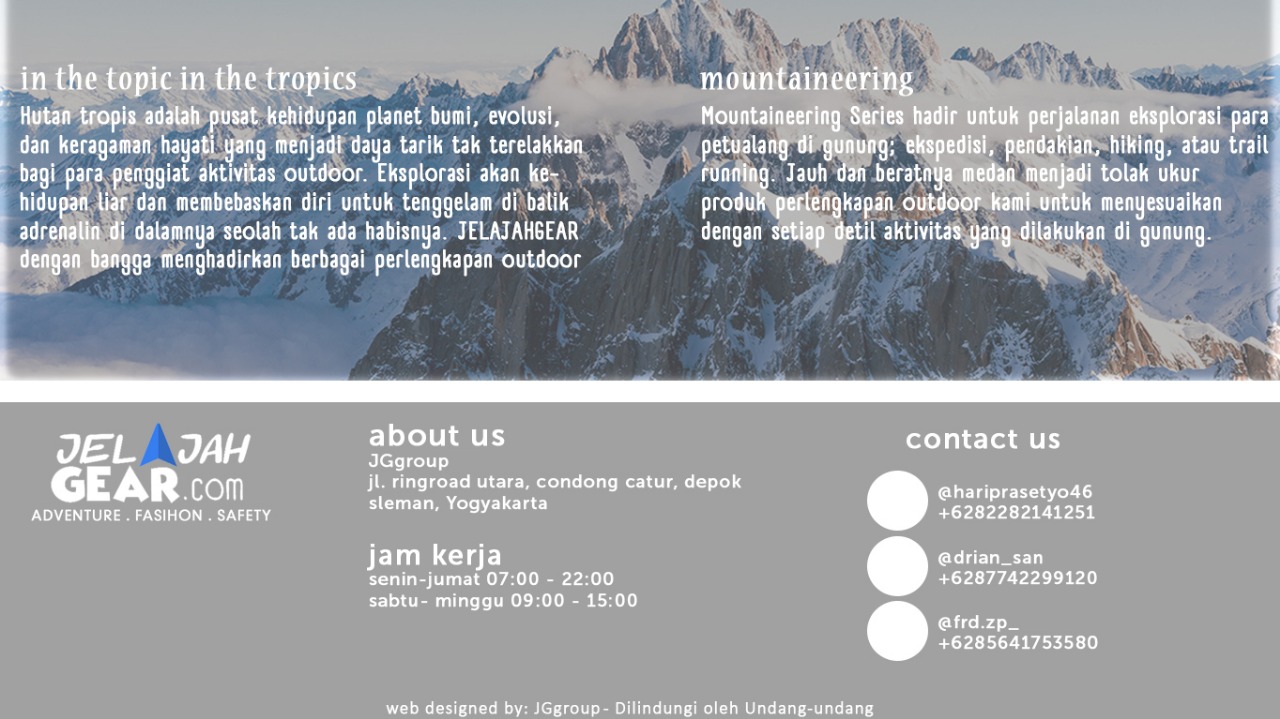 in the topic in the tropics
Hutan tropis adalah pusat kehidupan planet bumi, evolusi,
dan keragaman hayati yang menjadi daya tarik tak terelakkan
bagi para penggiat aktivitas outdoor. Eksplorasi akan ke-
hidupan liar dan membebaskan diri untuk tenggelam di balik
adrenalin di dalamnya seolah tak ada habisnya. JELAJAHGEAR
dengan bangga menghadirkan berbagai perlengkapan outdoor
mountaineering
Mountaineering Series hadir untuk perjalanan eksplorasi para
petualang di gunung; ekspedisi, pendakian, hiking, atau trail
running. Jauh dan beratnya medan menjadi tolak ukur
produk perlengkapan outdoor kami untuk menyesuaikan
dengan setiap detil aktivitas yang dilakukan di gunung.
JELAJAH
GEAR.com
ADVENTURE . FASIHON . SAFETY
about us
JGgroup
jl. ringroad utara, condong catur, depok
sleman, Yogyakarta
jam kerja
senin-jumat 07:00 - 22:00
sabtu- minggu 09:00 - 15:00
contact us
@hariprasetyo46
+6282282141251
@drian_san
+6287742299120
@frd.zp_
+6285641753580
web designed by: JGgroup- Dilindungi oleh Undang-undang